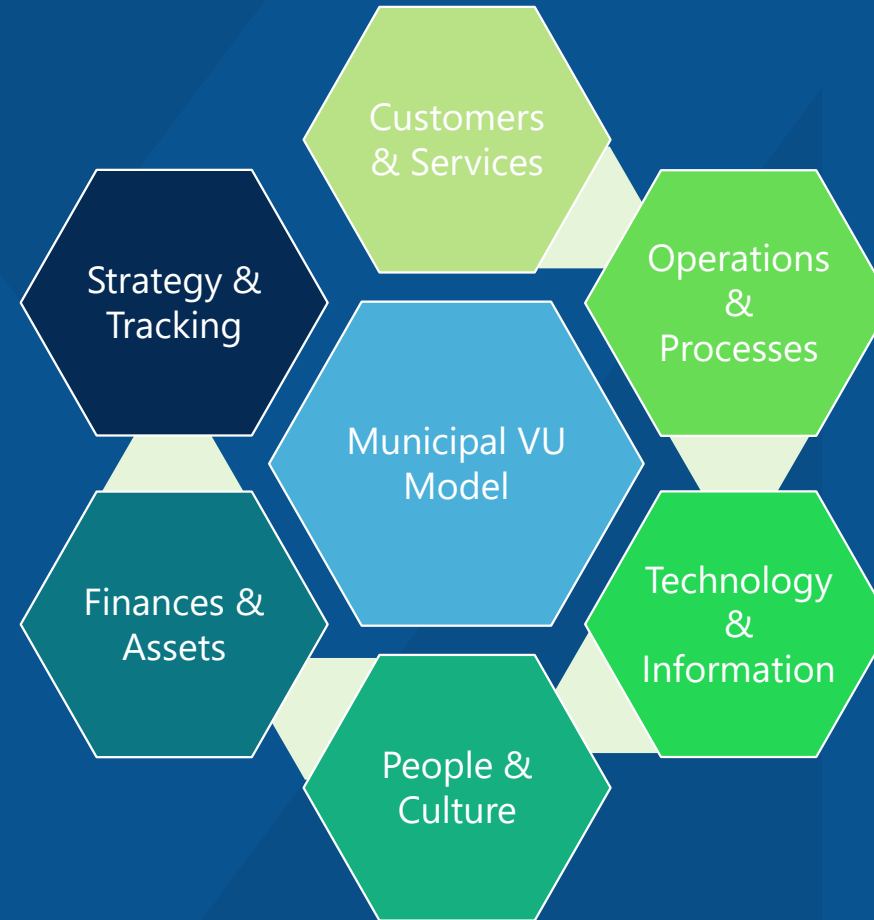 Customers
& Services
Operations
&
Processes
Strategy &
Tracking
Municipal VU
Model
Technology
&
Information
Finances &
Assets
People &
Culture